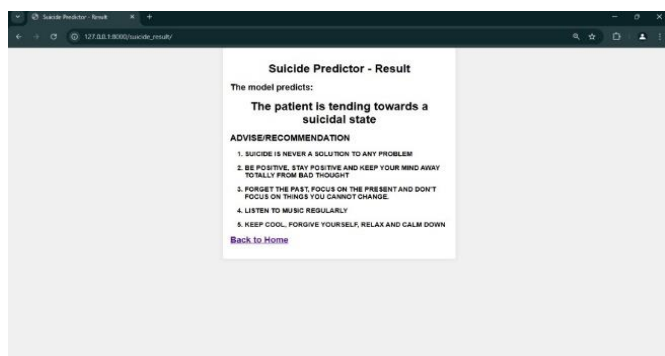 Suicide Predictor - Result
127.0.0.1:8000/suicide_result/
Suicide Predictor - Result
The model predicts:
The patient is tending towards a
suicidal state
ADVISE/RECOMMENDATION
1. SUICIDE IS NEVER A SOLUTION TO ANY PROBLEM
2. BE POSITIVE, STAY POSITIVE AND KEEP YOUR MIND AWAY
TOTALLY FROM BAD THOUGHT
3. FORGET THE PAST, FOCUS ON THE PRESENT AND DON'T
FOCUS ON THINGS YOU CANNOT CHANGE.
4. LISTEN TO MUSIC REGULARLY
5. KEEP COOL, FORGIVE YOURSELF, RELAX AND CALM DOWN
Back to Home